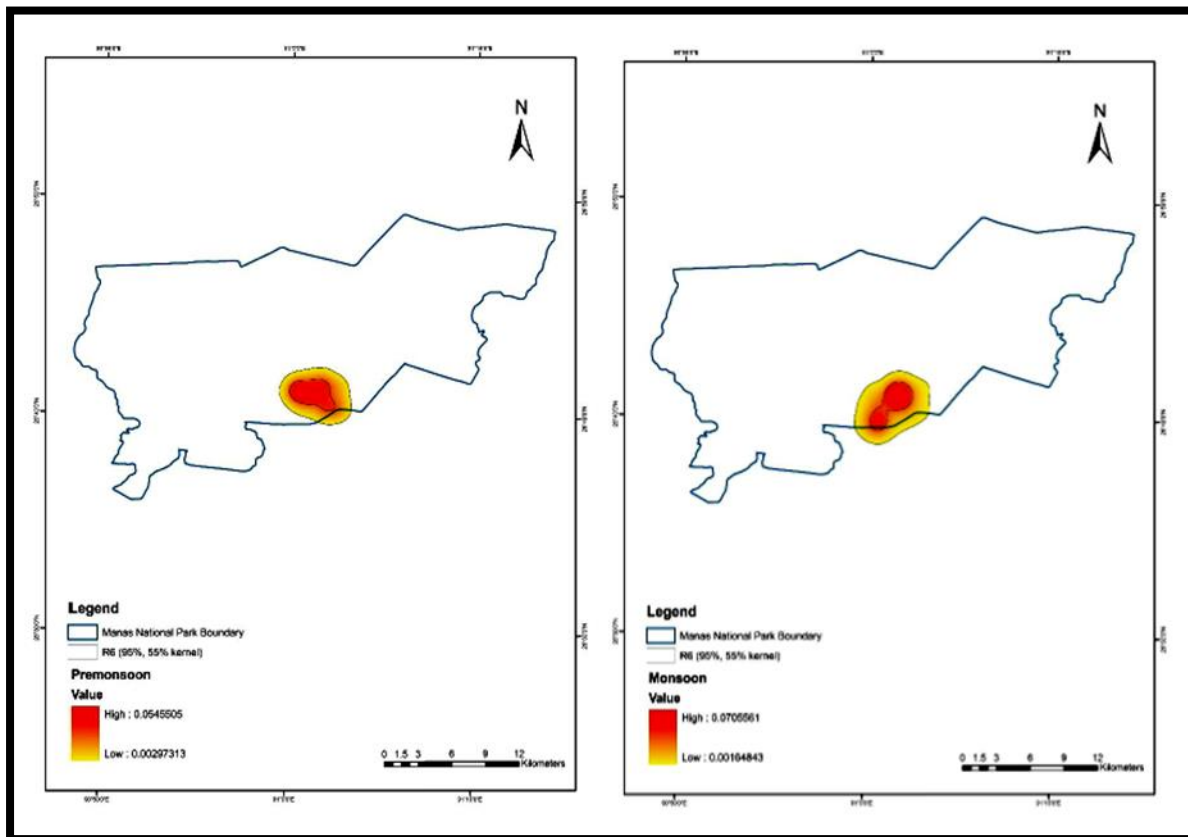 N
Legend
Manas National Park Boundary
R6 (95%, 55% kernel)
Premonsoon
Value
High : 0.0545505
Low : 0.00297313
0 1.5 3 6 9 12
Kilometers
N
Legend
Manas National Park Boundary
R6 (95%, 55% kernel)
Monsoon
Value
High : 0.0705561
Low : 0.00164843
0 1.5 3 6 9 12
Kilometers